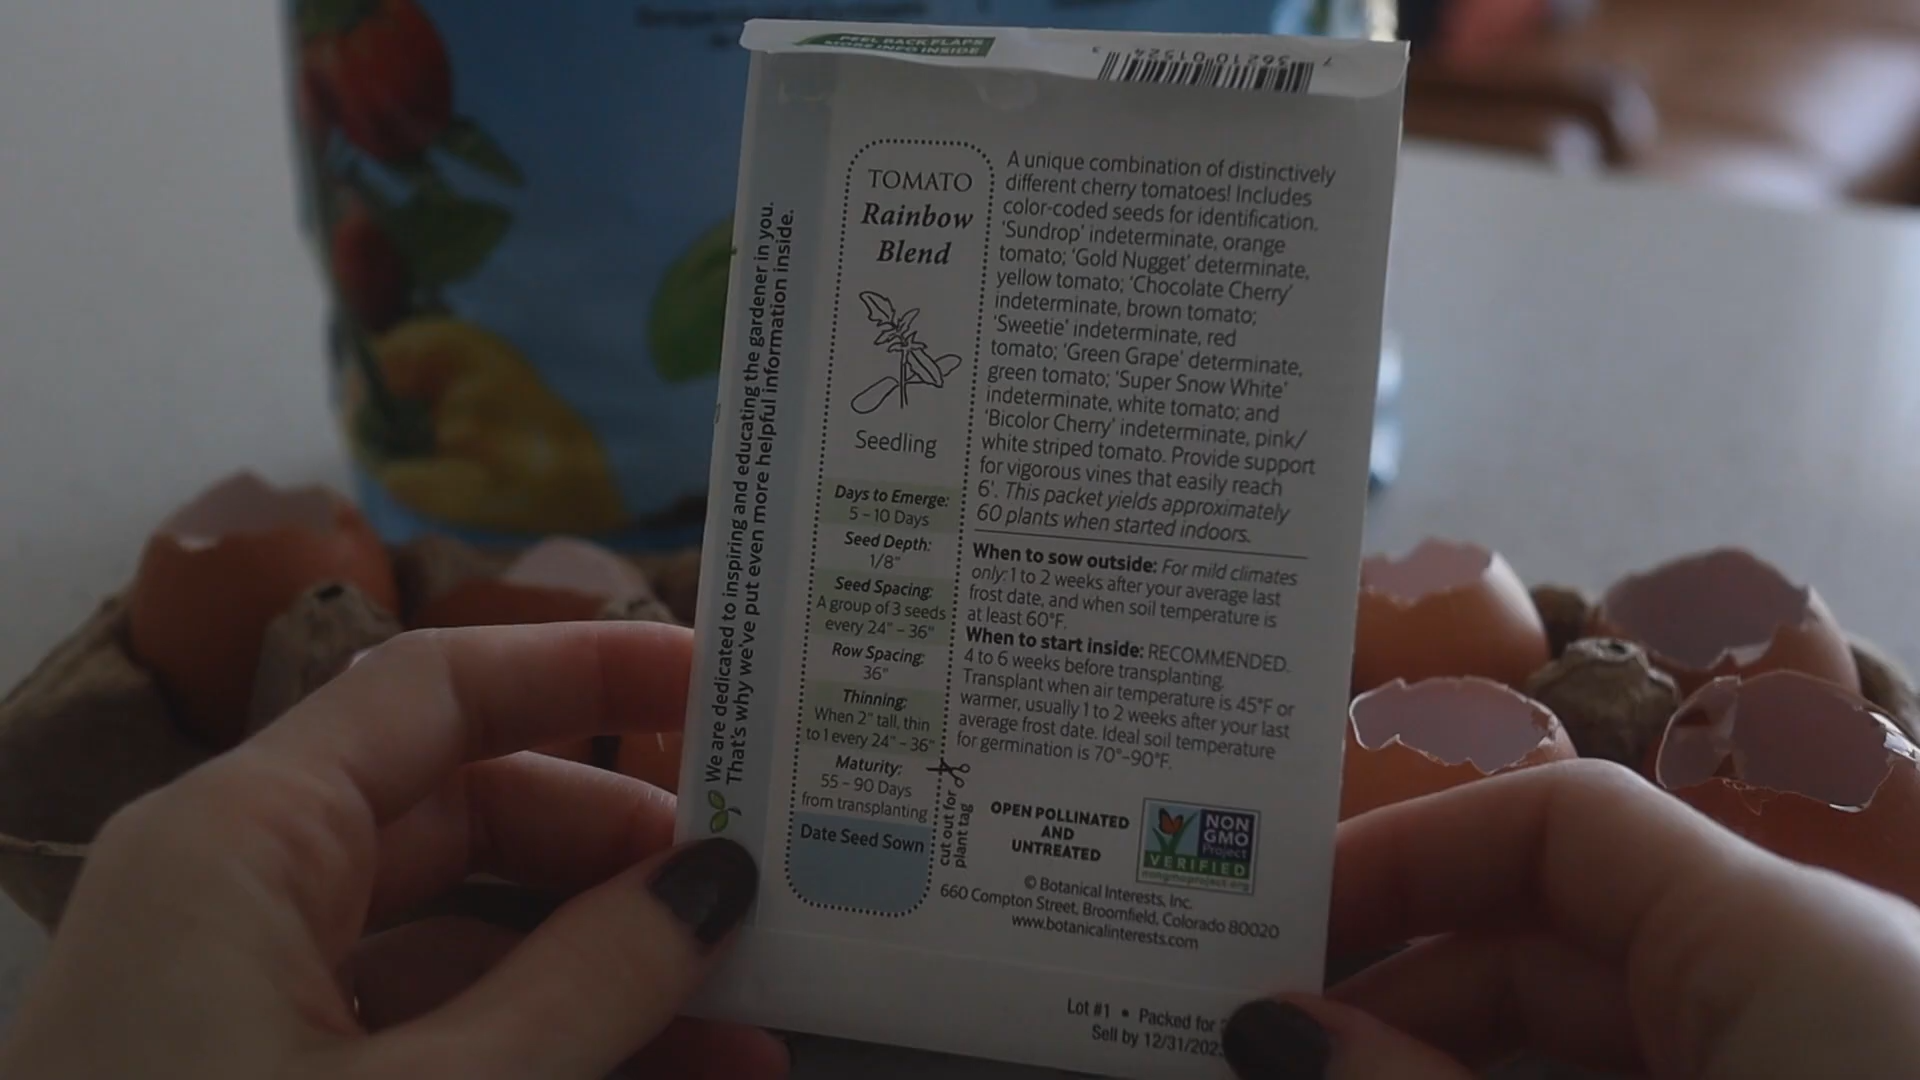 PEEL BACK FLAPS
MORE INFO INSIDE
7 36210 01524 3
We are dedicated to inspiring and educating the gardener in you.
That's why we've put even more helpful information inside.
TOMATO
Rainbow
Blend
Seedling
Days to Emerge:
5 – 10 Days
Seed Depth:
1/8"
Seed Spacing:
A group of 3 seeds
every 24" – 36"
Row Spacing:
36"
Thinning:
When 2" tall, thin
to 1 every 24" – 36"
Maturity:
55 – 90 Days
from transplanting
Date Seed Sown
cut out for
plant tag
A unique combination of distinctively
different cherry tomatoes! Includes
color-coded seeds for identification.
'Sundrop' indeterminate, orange
tomato; 'Gold Nugget' determinate,
yellow tomato; 'Chocolate Cherry'
indeterminate, brown tomato;
'Sweetie' indeterminate, red
tomato; 'Green Grape' determinate,
green tomato; 'Super Snow White'
indeterminate, white tomato; and
'Bicolor Cherry' indeterminate, pink/
white striped tomato. Provide support
for vigorous vines that easily reach
6'. This packet yields approximately
60 plants when started indoors.
When to sow outside: For mild climates
only: 1 to 2 weeks after your average last
frost date, and when soil temperature is
at least 60°F.
When to start inside: RECOMMENDED.
4 to 6 weeks before transplanting.
Transplant when air temperature is 45°F or
warmer, usually 1 to 2 weeks after your last
average frost date. Ideal soil temperature
for germination is 70°–90°F.
OPEN POLLINATED
AND
UNTREATED
NON
GMO
Project
VERIFIED
nongmoproject.org
© Botanical Interests, Inc.
660 Compton Street, Broomfield, Colorado 80020
www.botanicalinterests.com
Lot #1 • Packed for
Sell by 12/31/202